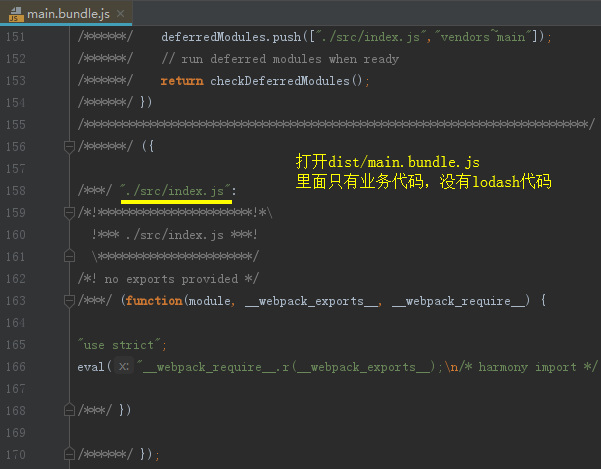 main.bundle.js
151 /******/ deferredModules.push(["./src/index.js","vendors~main"]);
152 /******/ // run deferred modules when ready
153 /******/ return checkDeferredModules();
154 /******/ })
155 /************************************************************************/
156 /******/ ({
157
158 /***/ "./src/index.js":
打开dist/main.bundle.js
里面只有业务代码，没有lodash代码
159 /*!**********************!*\
160 !*** ./src/index.js ***!
161 \**********************/
162 /*! no exports provided */
163 /***/ (function(module, __webpack_exports__, __webpack_require__) {
164
165 "use strict";
166 eval( x: "__webpack_require__.r(__webpack_exports__);\n/* harmony import */
167
168 /***/ })
169
170 /******/ });